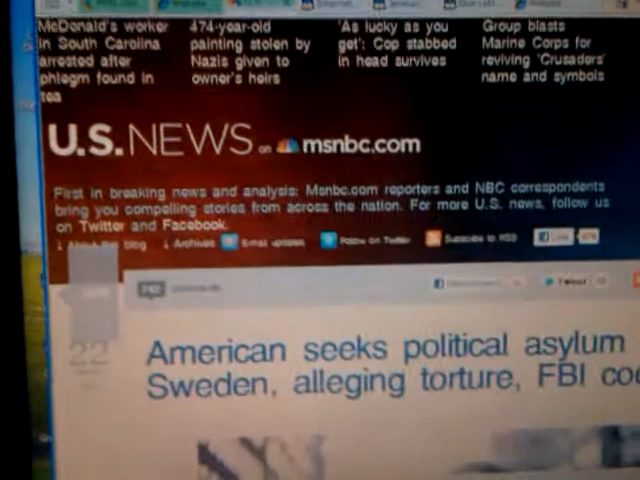 McDonald's worker
in South Carolina
arrested after
phlegm found in
tea
474-year-old
painting stolen by
Nazis given to
owner's heirs
'As lucky as you
get': Cop stabbed
in head survives
Group blasts
Marine Corps for
reviving 'Crusaders'
name and symbols
U.S. NEWS on msnbc.com
First in breaking news and analysis: Msnbc.com reporters and NBC correspondents
bring you compelling stories from across the nation. For more U.S. news, follow us
on Twitter and Facebook.
↓ About the blog ↓ Archives E-mail updates Follow on Twitter Subscribe to RSS Like
Tweet
22
American seeks political asylum
Sweden, alleging torture, FBI